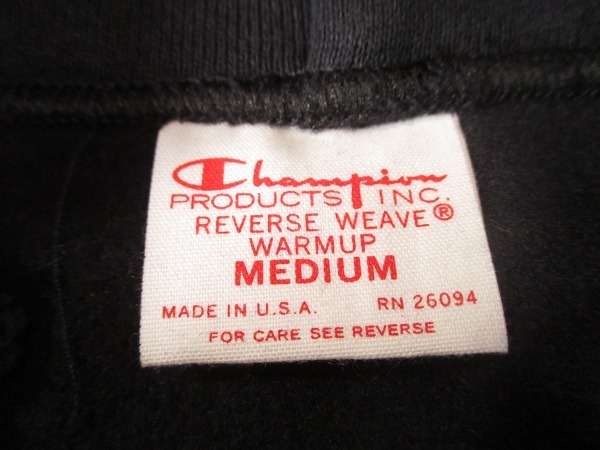 Champion
PRODUCTS INC.
REVERSE WEAVE®
WARMUP
MEDIUM
MADE IN U.S.A. RN 26094
FOR CARE SEE REVERSE